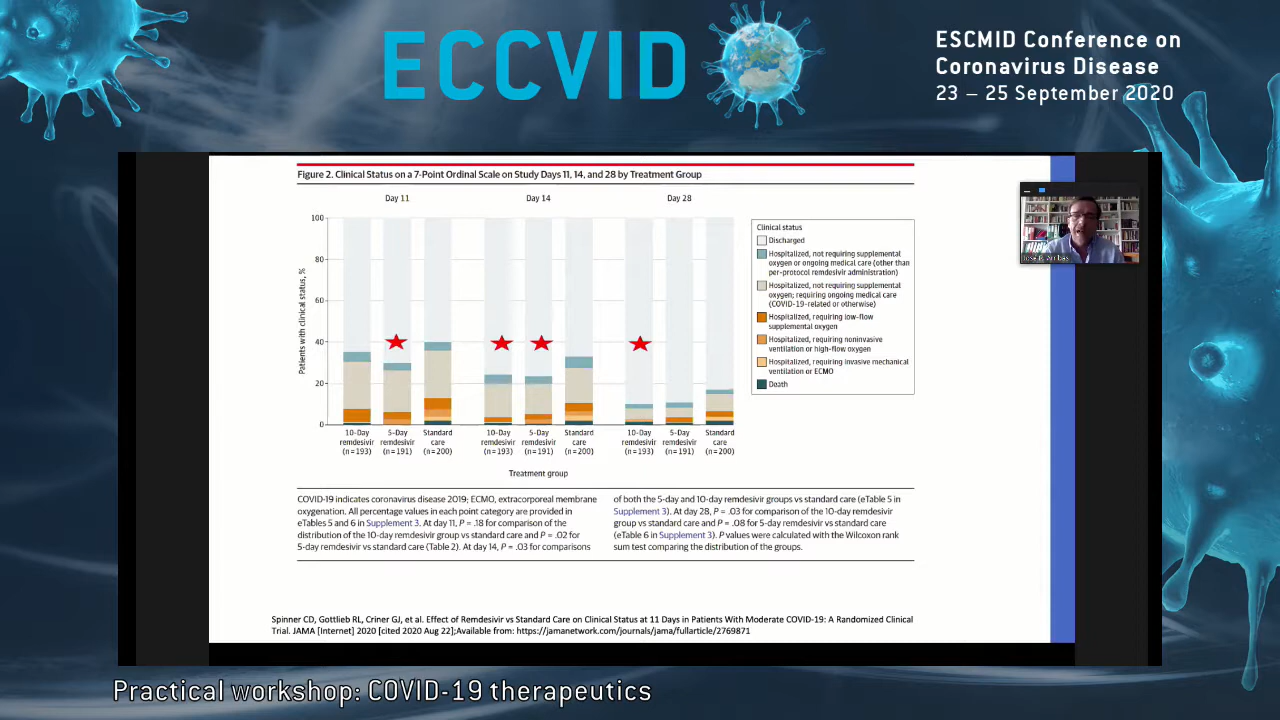 ECCVID
ESCMID Conference on
Coronavirus Disease
23 – 25 September 2020
Figure 2. Clinical Status on a 7-Point Ordinal Scale on Study Days 11, 14, and 28 by Treatment Group
Day 11
Day 14
Day 28
Patients with clinical status, %
100
80
60
40
20
0
10-Day remdesivir (n=193)
5-Day remdesivir (n=191)
Standard care (n=200)
10-Day remdesivir (n=193)
5-Day remdesivir (n=191)
Standard care (n=200)
10-Day remdesivir (n=193)
5-Day remdesivir (n=191)
Standard care (n=200)
Treatment group
Clinical status
Discharged
Hospitalized, not requiring supplemental
oxygen or ongoing medical care (other than
per-protocol remdesivir administration)
Hospitalized, not requiring supplemental
oxygen; requiring ongoing medical care
(COVID-19-related or otherwise)
Hospitalized, requiring low-flow
supplemental oxygen
Hospitalized, requiring noninvasive
ventilation or high-flow oxygen
Hospitalized, requiring invasive mechanical
ventilation or ECMO
Death
COVID-19 indicates coronavirus disease 2019; ECMO, extracorporeal membrane
oxygenation. All percentage values in each point category are provided in
eTables 5 and 6 in Supplement 3. At day 11, P = .18 for comparison of the
distribution of the 10-day remdesivir group vs standard care and P = .02 for
5-day remdesivir vs standard care (Table 2). At day 14, P = .03 for comparisons
of both the 5-day and 10-day remdesivir groups vs standard care (eTable 5 in
Supplement 3). At day 28, P = .03 for comparison of the 10-day remdesivir
group vs standard care and P = .08 for 5-day remdesivir vs standard care
(eTable 6 in Supplement 3). P values were calculated with the Wilcoxon rank
sum test comparing the distribution of the groups.
Spinner CD, Gottlieb RL, Criner GJ, et al. Effect of Remdesivir vs Standard Care on Clinical Status at 11 Days in Patients With Moderate COVID-19: A Randomized Clinical
Trial. JAMA [Internet] 2020 [cited 2020 Aug 22];Available from: https://jamanetwork.com/journals/jama/fullarticle/2769871
Practical workshop: COVID-19 therapeutics